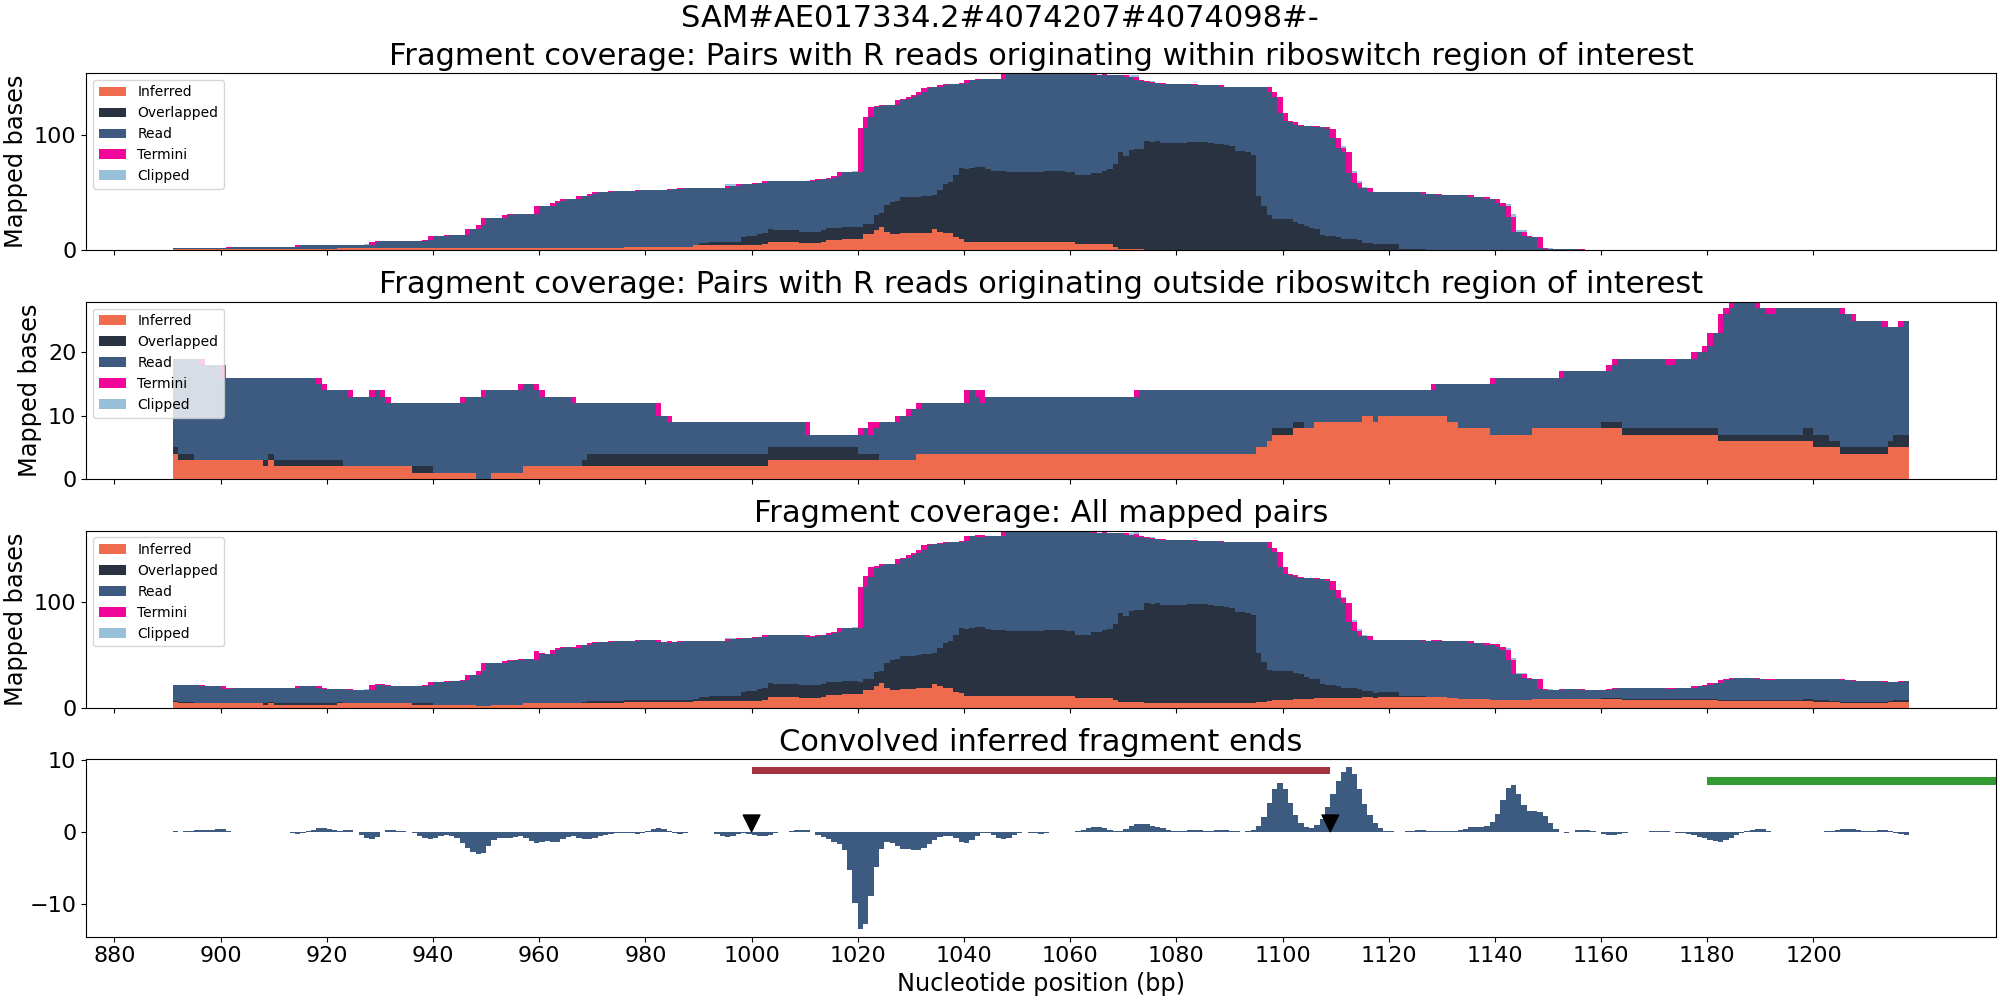 SAM#AE017334.2#4074207#4074098#-
Fragment coverage: Pairs with R reads originating within riboswitch region of interest
Mapped bases
100
0
Inferred
Overlapped
Read
Termini
Clipped
Fragment coverage: Pairs with R reads originating outside riboswitch region of interest
Mapped bases
20
10
0
Inferred
Overlapped
Read
Termini
Clipped
Fragment coverage: All mapped pairs
Mapped bases
100
0
Inferred
Overlapped
Read
Termini
Clipped
Convolved inferred fragment ends
10
0
−10
880 900 920 940 960 980 1000 1020 1040 1060 1080 1100 1120 1140 1160 1180 1200
Nucleotide position (bp)